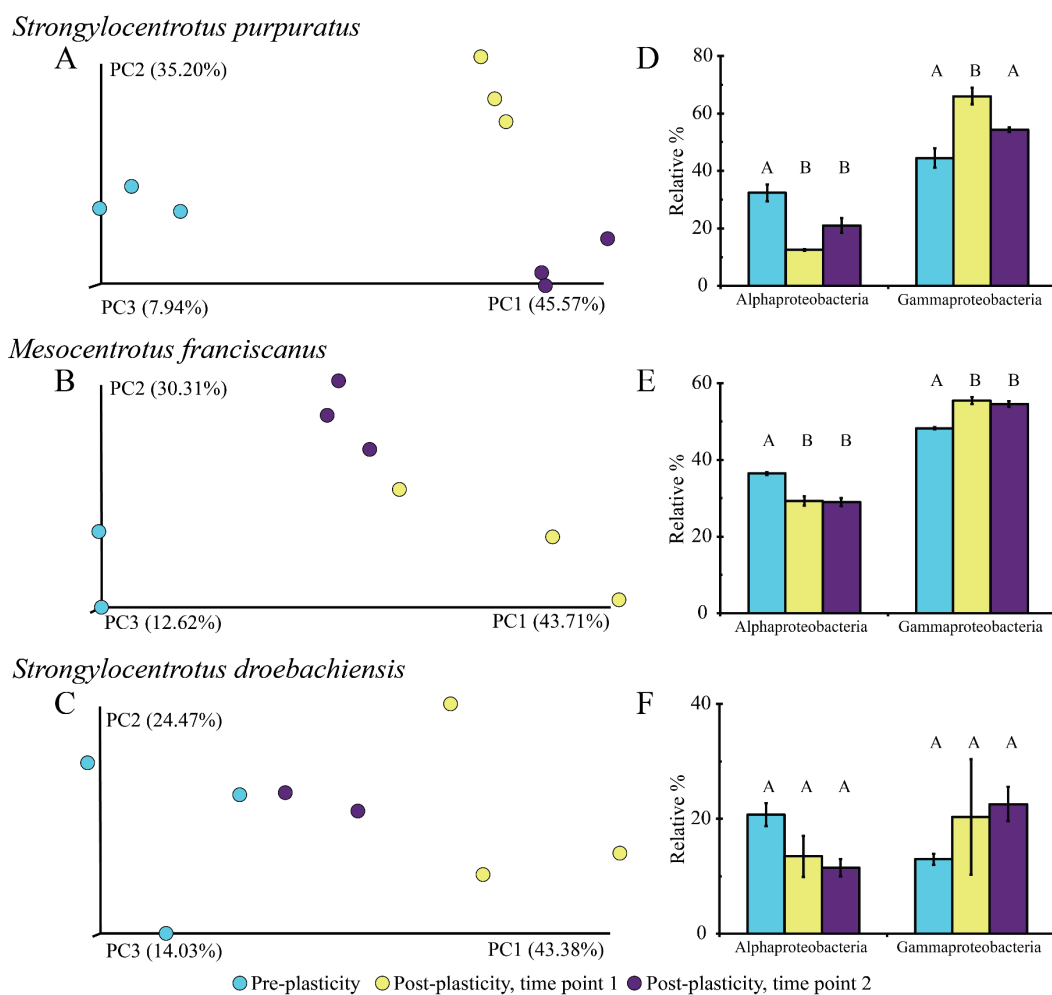 Strongylocentrotus purpuratus
A
PC2 (35.20%)
PC3 (7.94%)
PC1 (45.57%)
D
80
60
40
20
0
Relative %
A B B
A B A
Alphaproteobacteria
Gammaproteobacteria
Mesocentrotus franciscanus
B
PC2 (30.31%)
PC3 (12.62%)
PC1 (43.71%)
E
60
40
20
0
Relative %
A B B
A B B
Alphaproteobacteria
Gammaproteobacteria
Strongylocentrotus droebachiensis
C
PC2 (24.47%)
PC3 (14.03%)
PC1 (43.38%)
F
40
20
0
Relative %
A A A
A A A
Alphaproteobacteria
Gammaproteobacteria
Pre-plasticity Post-plasticity, time point 1 Post-plasticity, time point 2